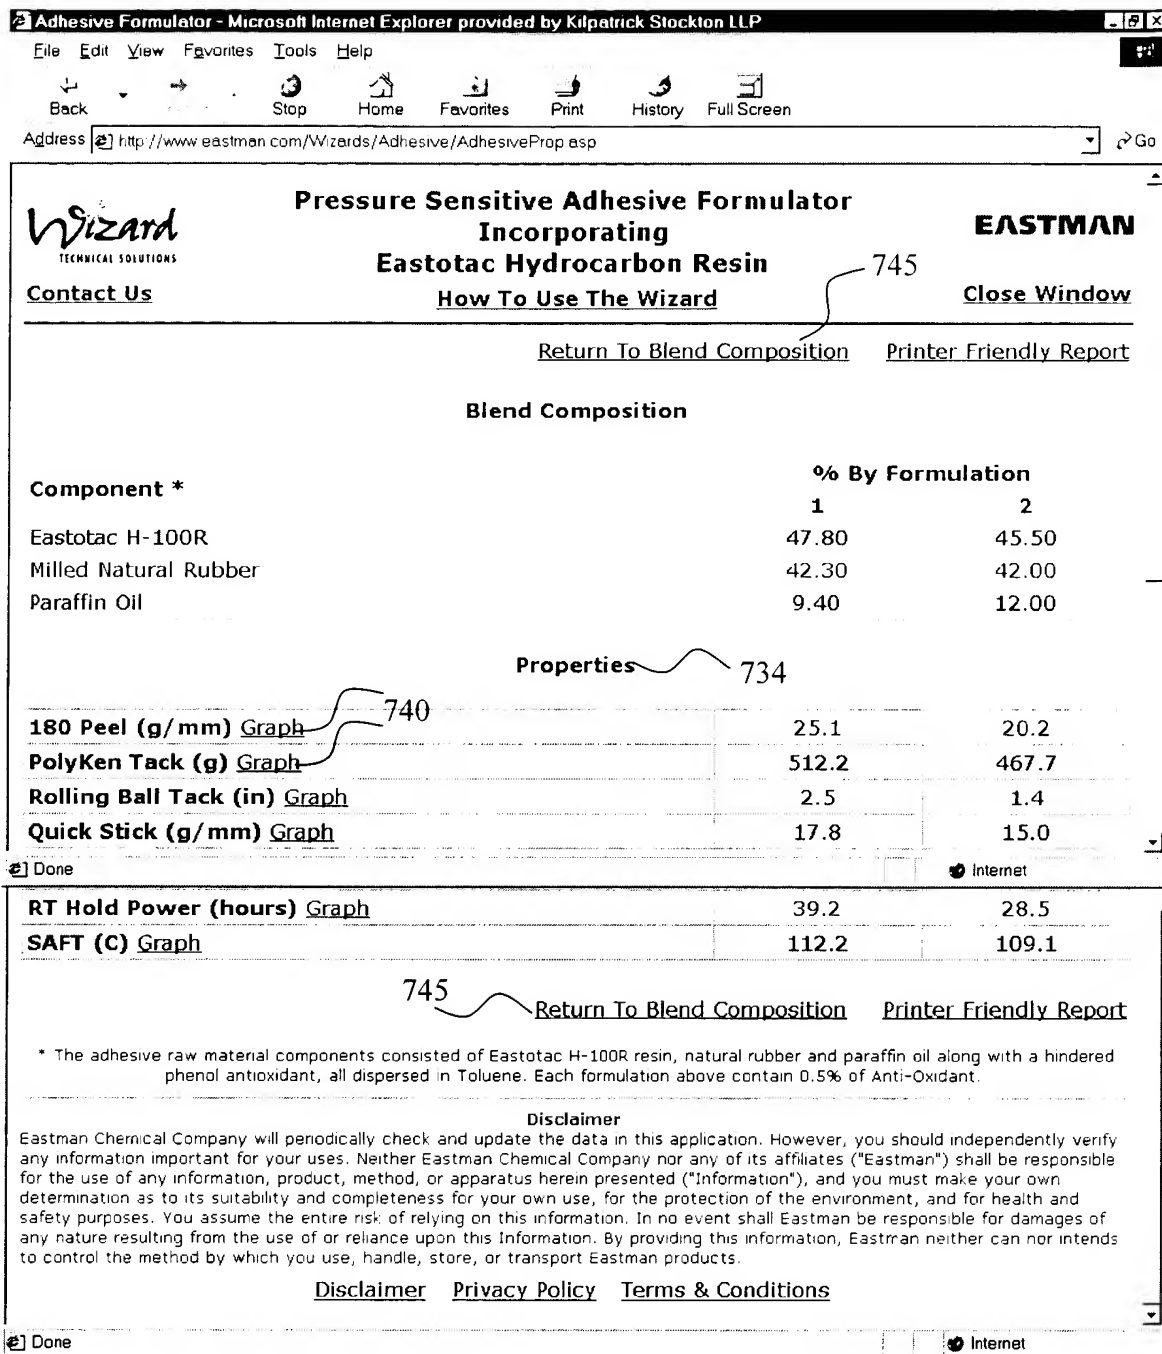 Adhesive Formulator - Microsoft Internet Explorer provided by Kilpatrick Stockton LLP
File Edit View Favorites Tools Help
Back Stop Home Favorites Print History Full Screen
Address http://www.eastman.com/Wizards/Adhesive/AdhesiveProp.asp Go
Wizard
TECHNICAL SOLUTIONS
Pressure Sensitive Adhesive Formulator
Incorporating
Eastotac Hydrocarbon Resin
EASTMAN
745
Contact Us How To Use The Wizard Close Window
Return To Blend Composition Printer Friendly Report
Blend Composition
Component * % By Formulation
1 2
Eastotac H-100R 47.80 45.50
Milled Natural Rubber 42.30 42.00
Paraffin Oil 9.40 12.00
Properties 734
740
180 Peel (g/mm) Graph 25.1 20.2
PolyKen Tack (g) Graph 512.2 467.7
Rolling Ball Tack (in) Graph 2.5 1.4
Quick Stick (g/mm) Graph 17.8 15.0
Done Internet
RT Hold Power (hours) Graph 39.2 28.5
SAFT (C) Graph 112.2 109.1
745
Return To Blend Composition Printer Friendly Report
* The adhesive raw material components consisted of Eastotac H-100R resin, natural rubber and paraffin oil along with a hindered
phenol antioxidant, all dispersed in Toluene. Each formulation above contain 0.5% of Anti-Oxidant.
Disclaimer
Eastman Chemical Company will periodically check and update the data in this application. However, you should independently verify
any information important for your uses. Neither Eastman Chemical Company nor any of its affiliates ("Eastman") shall be responsible
for the use of any information, product, method, or apparatus herein presented ("Information"), and you must make your own
determination as to its suitability and completeness for your own use, for the protection of the environment, and for health and
safety purposes. You assume the entire risk of relying on this information. In no event shall Eastman be responsible for damages of
any nature resulting from the use of or reliance upon this Information. By providing this information, Eastman neither can nor intends
to control the method by which you use, handle, store, or transport Eastman products.
Disclaimer Privacy Policy Terms & Conditions
Done Internet